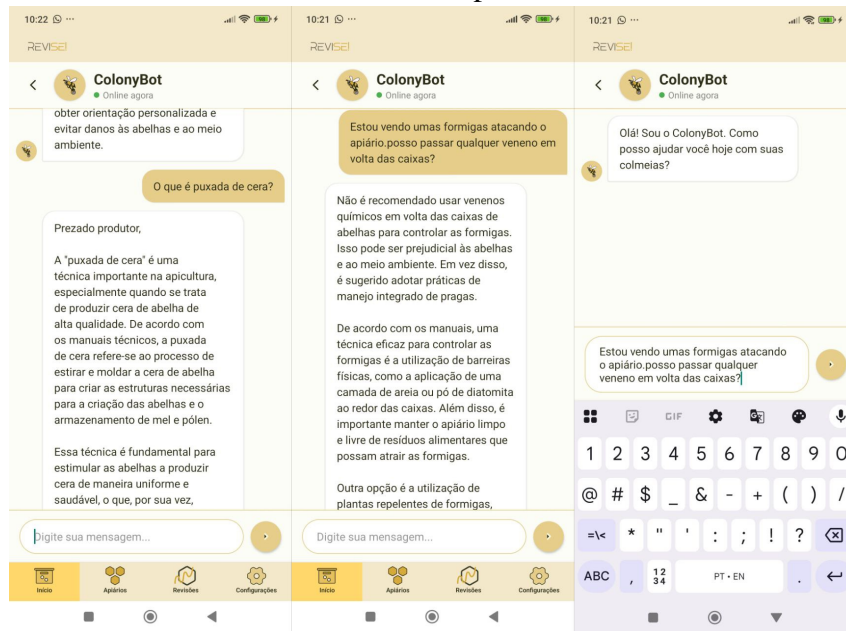 10:22
98
REVISEI
ColonyBot
Online agora
obter orientação personalizada e
evitar danos às abelhas e ao meio
ambiente.
O que é puxada de cera?
Prezado produtor,
A "puxada de cera" é uma
técnica importante na apicultura,
especialmente quando se trata
de produzir cera de abelha de
alta qualidade. De acordo com
os manuais técnicos, a puxada
de cera refere-se ao processo de
estirar e moldar a cera de abelha
para criar as estruturas necessárias
para a criação das abelhas e o
armazenamento de mel e pólen.
Essa técnica é fundamental para
estimular as abelhas a produzir
cera de maneira uniforme e
saudável, o que, por sua vez,
Digite sua mensagem...
Início Apiários Revisões Configurações
10:21
98
REVISEI
ColonyBot
Online agora
Estou vendo umas formigas atacando o
apiário.posso passar qualquer veneno em
volta das caixas?
Não é recomendado usar venenos
químicos em volta das caixas de
abelhas para controlar as formigas.
Isso pode ser prejudicial às abelhas
e ao meio ambiente. Em vez disso,
é sugerido adotar práticas de
manejo integrado de pragas.
De acordo com os manuais, uma
técnica eficaz para controlar as
formigas é a utilização de barreiras
físicas, como a aplicação de uma
camada de areia ou pó de diatomita
ao redor das caixas. Além disso, é
importante manter o apiário limpo
e livre de resíduos alimentares que
possam atrair as formigas.
Outra opção é a utilização de
plantas repelentes de formigas,
Digite sua mensagem...
Início Apiários Revisões Configurações
10:21
98
REVISEI
ColonyBot
Online agora
Olá! Sou o ColonyBot. Como
posso ajudar você hoje com suas
colmeias?
Estou vendo umas formigas atacando
o apiário.posso passar qualquer
veneno em volta das caixas?
GIF
1 2 3 4 5 6 7 8 9 0
@ # $ _ & - + ( ) /
=\< * " ' : ; ! ?
ABC , 12 34 PT • EN .